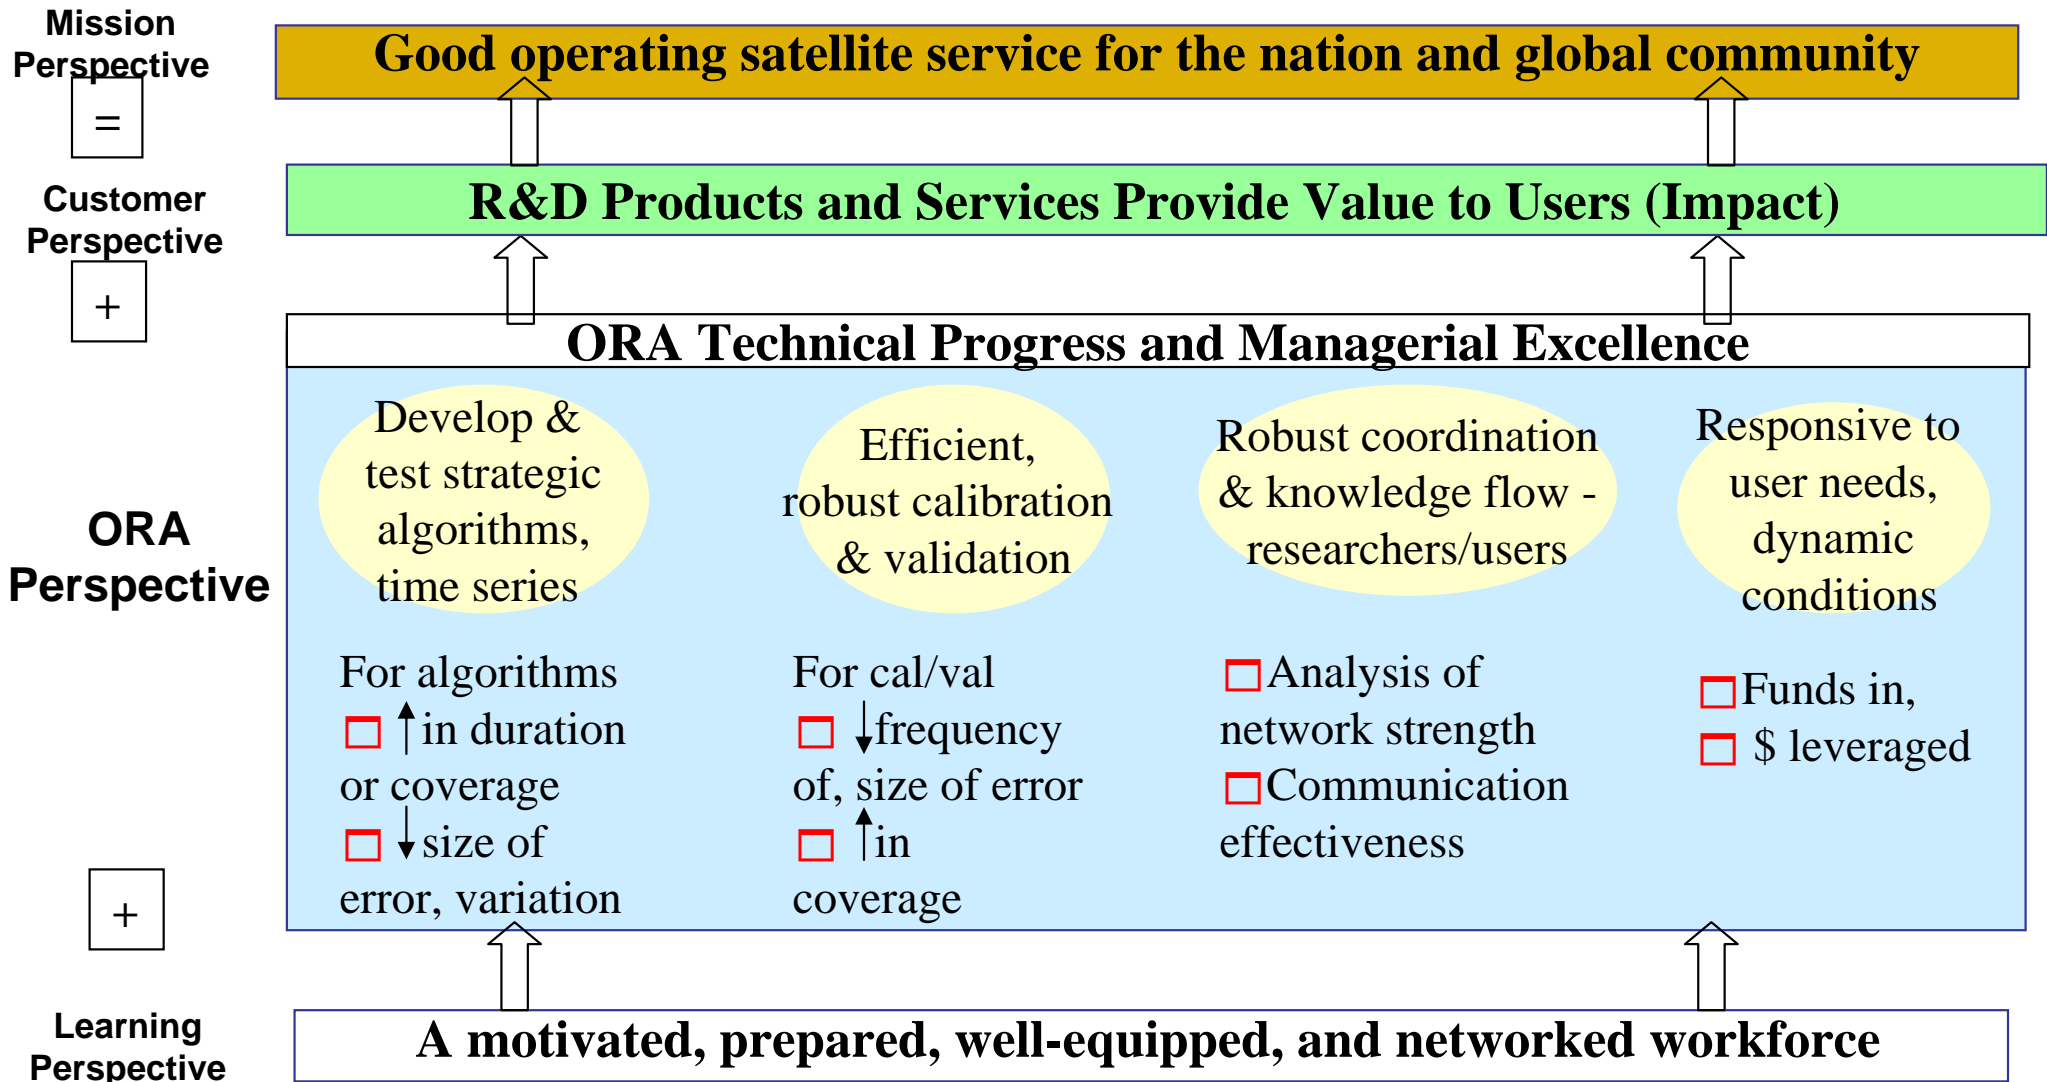 Mission
Perspective
=
Good operating satellite service for the nation and global community
Customer
Perspective
+
R&D Products and Services Provide Value to Users (Impact)
ORA Technical Progress and Managerial Excellence
ORA
Perspective
Develop &
test strategic
algorithms,
time series
Efficient,
robust calibration
& validation
Robust coordination
& knowledge flow -
researchers/users
Responsive to
user needs,
dynamic
conditions
For algorithms
↑ in duration
or coverage
↓ size of
error, variation
For cal/val
↓ frequency
of, size of error
↑ in
coverage
Analysis of
network strength
Communication
effectiveness
Funds in,
$ leveraged
+
Learning
Perspective
A motivated, prepared, well-equipped, and networked workforce